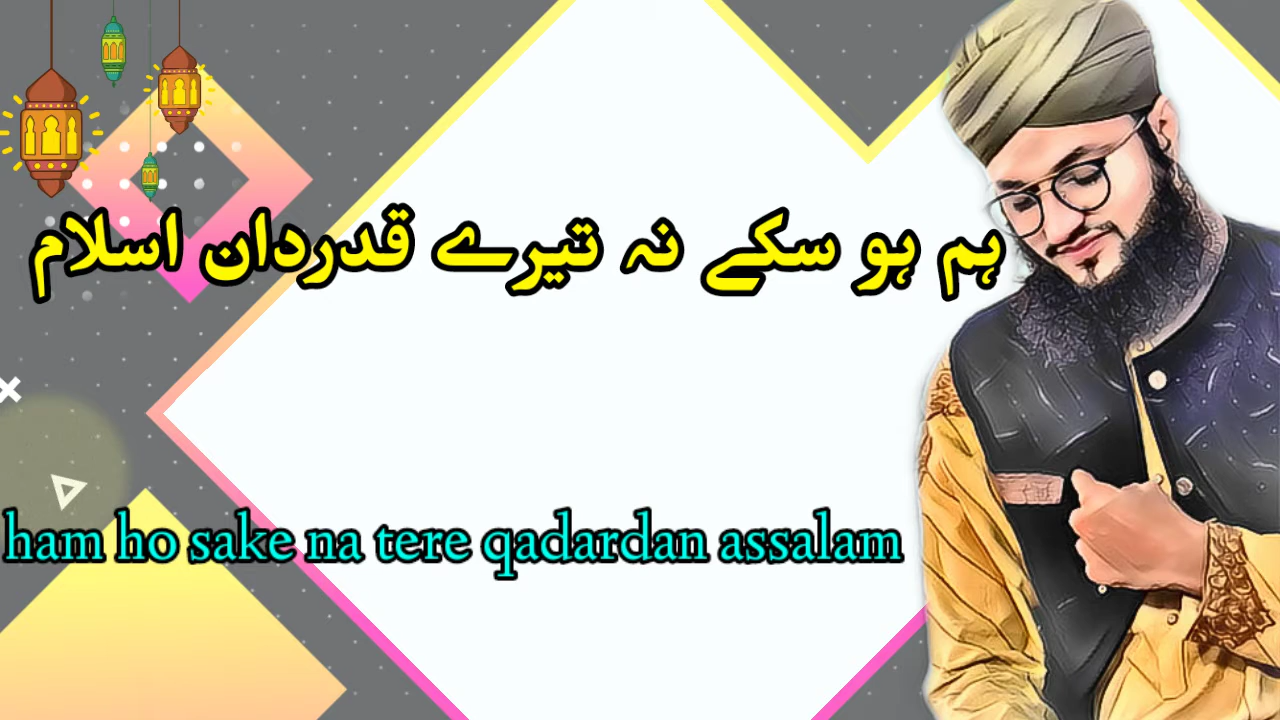 ہم ہو سکے نہ تیرے قدردان اسلام
ham ho sake na tere qadardan assalam